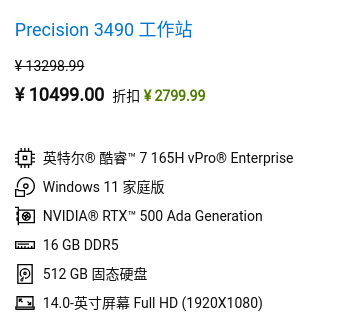 Precision 3490 工作站
¥ 13298.99
¥ 10499.00 折扣 ¥ 2799.99
英特尔® 酷睿™ 7 165H vPro® Enterprise
Windows 11 家庭版
NVIDIA® RTX™ 500 Ada Generation
16 GB DDR5
512 GB 固态硬盘
14.0-英寸屏幕 Full HD (1920X1080)